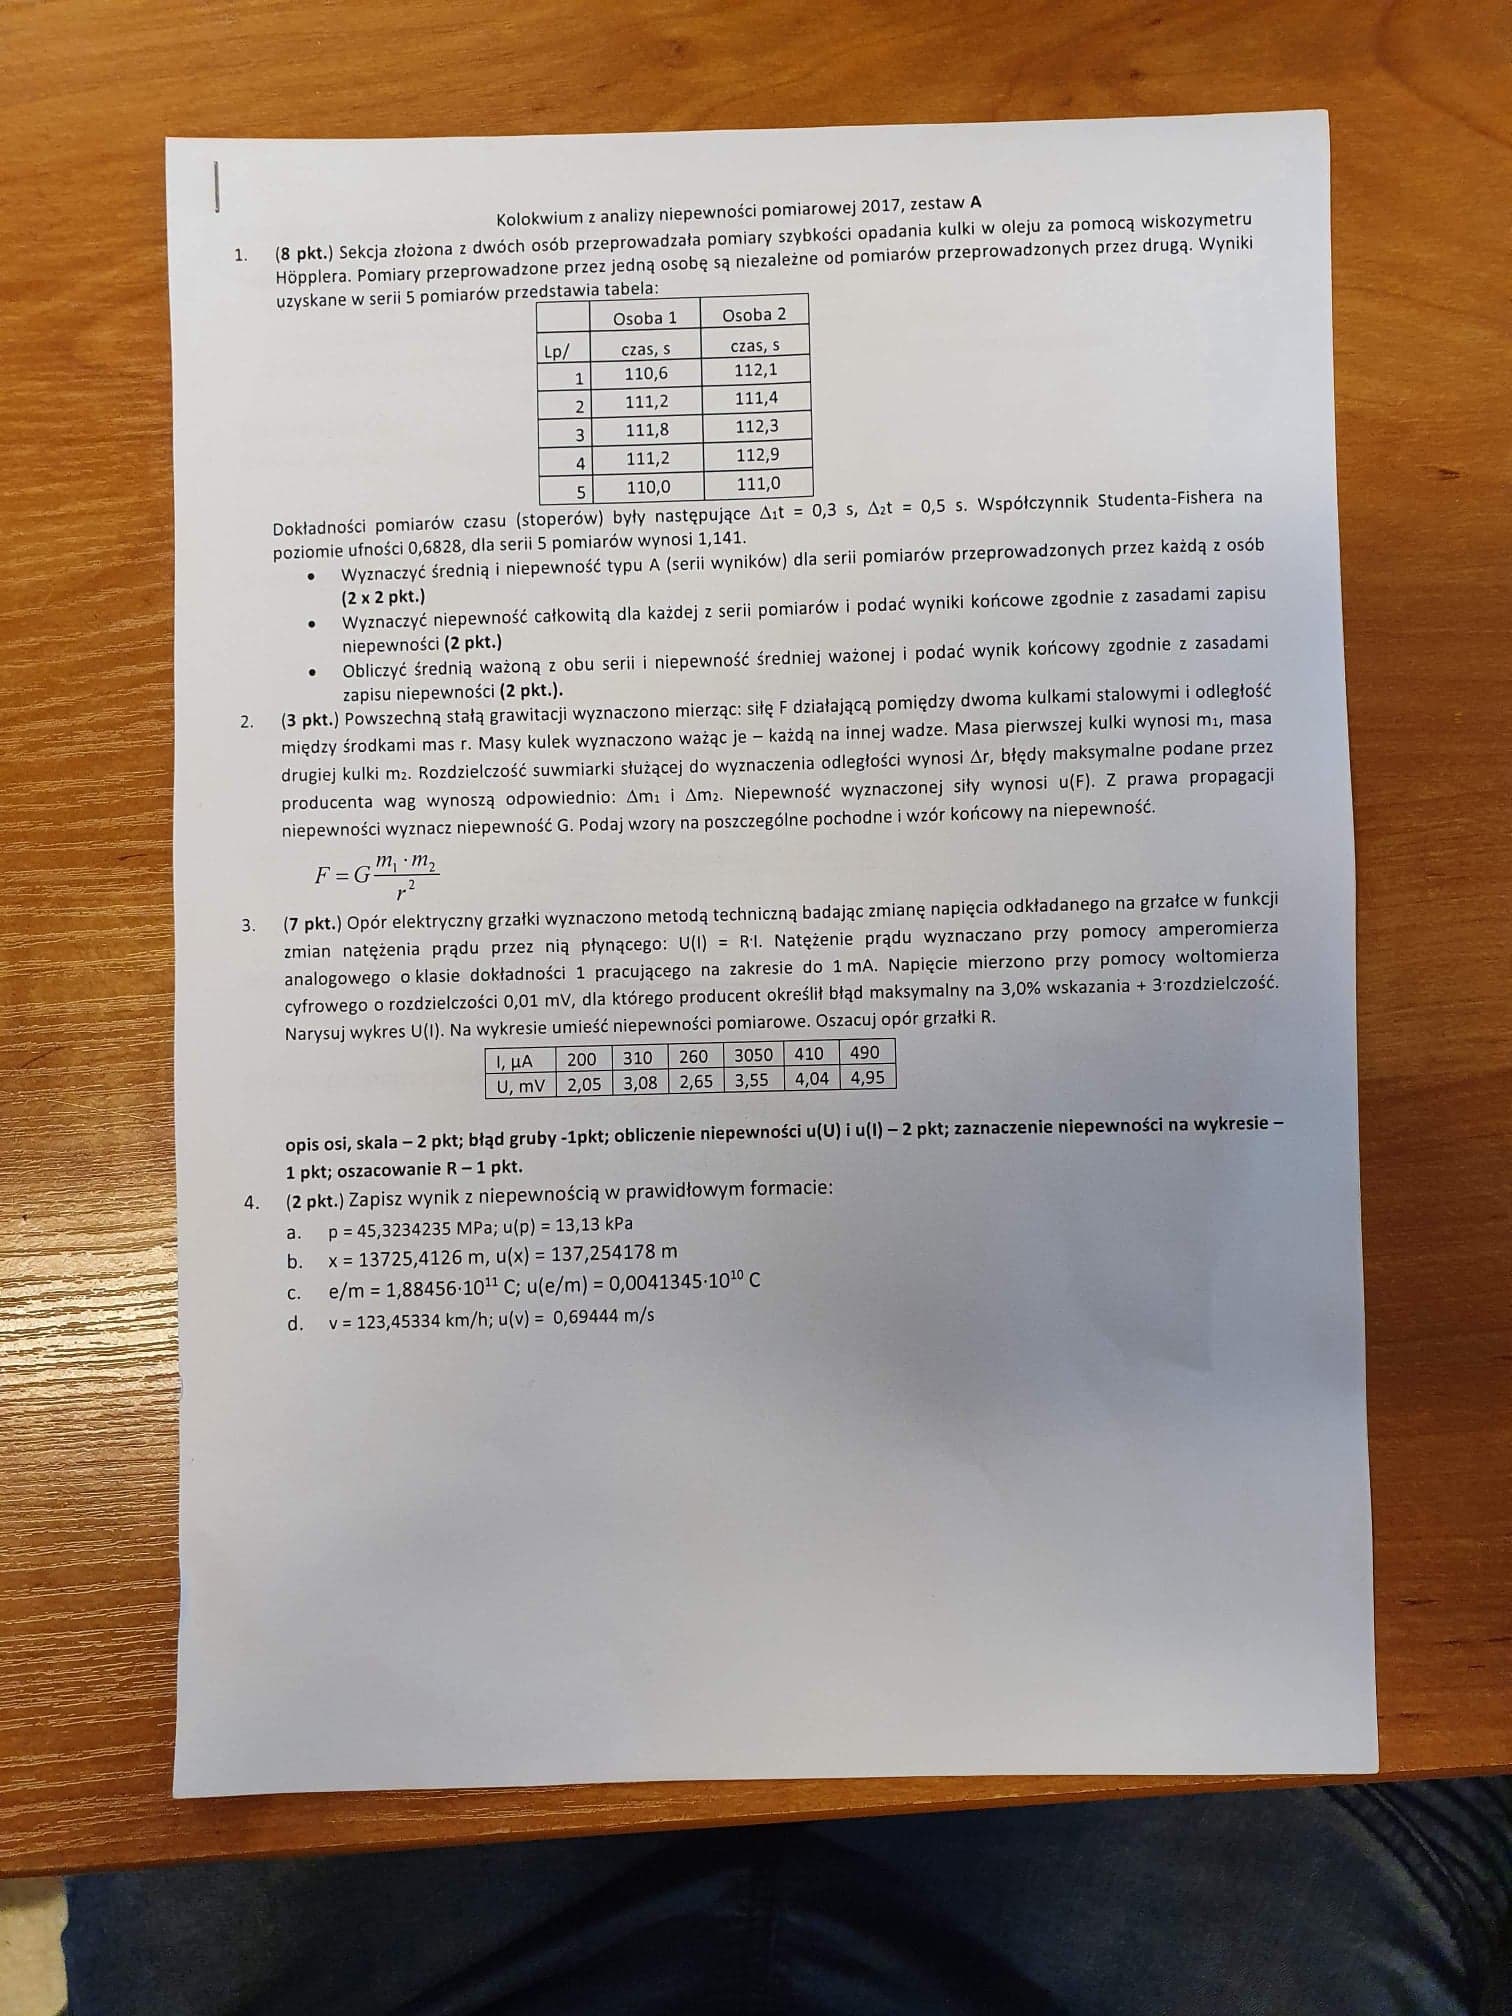 Kolokwium z analizy niepewności pomiarowej 2017, zestaw A
1. (8 pkt.) Sekcja złożona z dwóch osób przeprowadzała pomiary szybkości opadania kulki w oleju za pomocą wiskozymetru
Höpplera. Pomiary przeprowadzone przez jedną osobę są niezależne od pomiarów przeprowadzonych przez drugą. Wyniki
uzyskane w serii 5 pomiarów przedstawia tabela:
Osoba 1 Osoba 2
Lp/ czas, s czas, s
1 110,6 112,1
2 111,2 111,4
3 111,8 112,3
4 111,2 112,9
5 110,0 111,0
Dokładności pomiarów czasu (stoperów) były następujące Δ₁t = 0,3 s, Δ₂t = 0,5 s. Współczynnik Studenta-Fishera na
poziomie ufności 0,6828, dla serii 5 pomiarów wynosi 1,141.
• Wyznaczyć średnią i niepewność typu A (serii wyników) dla serii pomiarów przeprowadzonych przez każdą z osób
(2 x 2 pkt.)
• Wyznaczyć niepewność całkowitą dla każdej z serii pomiarów i podać wyniki końcowe zgodnie z zasadami zapisu
niepewności (2 pkt.)
• Obliczyć średnią ważoną z obu serii i niepewność średniej ważonej i podać wynik końcowy zgodnie z zasadami
zapisu niepewności (2 pkt.).
2. (3 pkt.) Powszechną stałą grawitacji wyznaczono mierząc: siłę F działającą pomiędzy dwoma kulkami stalowymi i odległość
między środkami mas r. Masy kulek wyznaczono ważąc je – każdą na innej wadze. Masa pierwszej kulki wynosi m₁, masa
drugiej kulki m₂. Rozdzielczość suwmiarki służącej do wyznaczenia odległości wynosi Δr, błędy maksymalne podane przez
producenta wag wynoszą odpowiednio: Δm₁ i Δm₂. Niepewność wyznaczonej siły wynosi u(F). Z prawa propagacji
niepewności wyznacz niepewność G. Podaj wzory na poszczególne pochodne i wzór końcowy na niepewność.
F = G m₁ · m₂ / r²
3. (7 pkt.) Opór elektryczny grzałki wyznaczono metodą techniczną badając zmianę napięcia odkładanego na grzałce w funkcji
zmian natężenia prądu przez nią płynącego: U(I) = R·I. Natężenie prądu wyznaczano przy pomocy amperomierza
analogowego o klasie dokładności 1 pracującego na zakresie do 1 mA. Napięcie mierzono przy pomocy woltomierza
cyfrowego o rozdzielczości 0,01 mV, dla którego producent określił błąd maksymalny na 3,0% wskazania + 3·rozdzielczość.
Narysuj wykres U(I). Na wykresie umieść niepewności pomiarowe. Oszacuj opór grzałki R.
I, μA 200 310 260 3050 410 490
U, mV 2,05 3,08 2,65 3,55 4,04 4,95
opis osi, skala – 2 pkt; błąd gruby -1pkt; obliczenie niepewności u(U) i u(I) – 2 pkt; zaznaczenie niepewności na wykresie –
1 pkt; oszacowanie R – 1 pkt.
4. (2 pkt.) Zapisz wynik z niepewnością w prawidłowym formacie:
a. p = 45,3234235 MPa; u(p) = 13,13 kPa
b. x = 13725,4126 m, u(x) = 137,254178 m
c. e/m = 1,88456·10¹¹ C; u(e/m) = 0,0041345·10¹⁰ C
d. v = 123,45334 km/h; u(v) = 0,69444 m/s